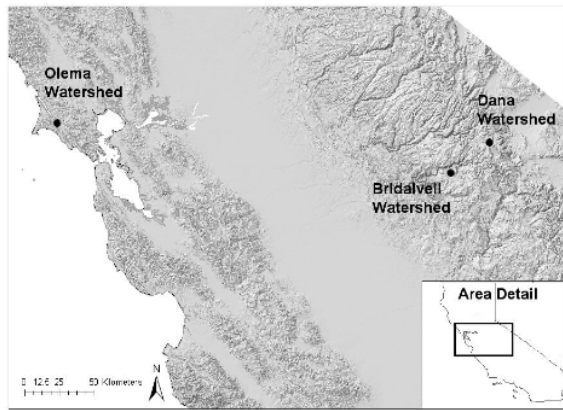 Olema
Watershed
Dana
Watershed
Bridalveil
Watershed
Area Detail
N
0 12.5 25 50 Kilometers